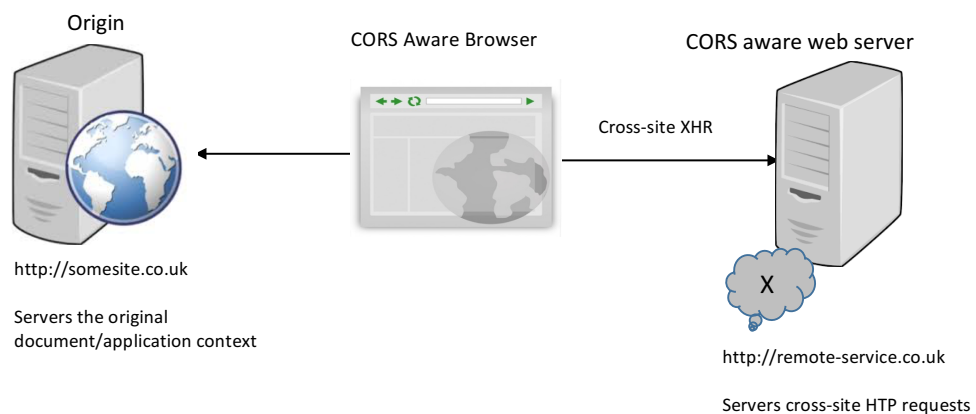 Origin
CORS Aware Browser
CORS aware web server
Cross-site XHR
http://somesite.co.uk
Servers the original
document/application context
X
http://remote-service.co.uk
Servers cross-site HTP requests